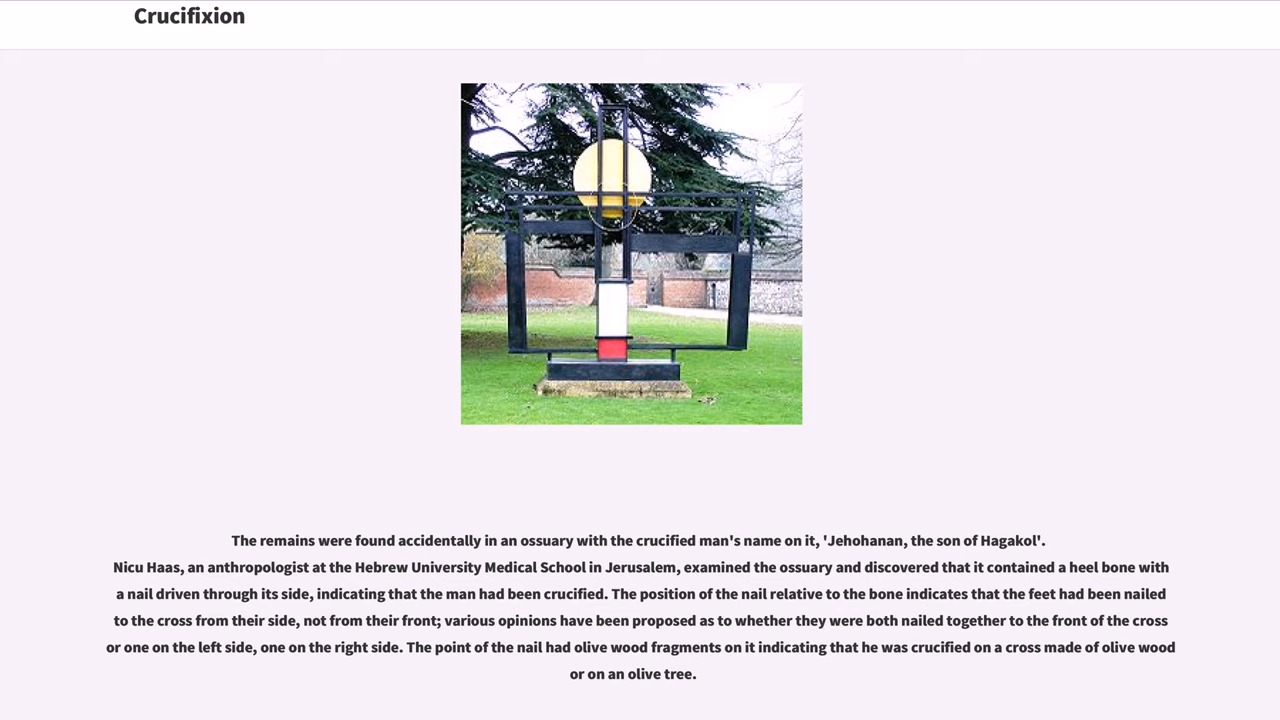 Crucifixion
The remains were found accidentally in an ossuary with the crucified man's name on it, 'Jehohanan, the son of Hagakol'.
Nicu Haas, an anthropologist at the Hebrew University Medical School in Jerusalem, examined the ossuary and discovered that it contained a heel bone with
a nail driven through its side, indicating that the man had been crucified. The position of the nail relative to the bone indicates that the feet had been nailed
to the cross from their side, not from their front; various opinions have been proposed as to whether they were both nailed together to the front of the cross
or one on the left side, one on the right side. The point of the nail had olive wood fragments on it indicating that he was crucified on a cross made of olive wood
or on an olive tree.